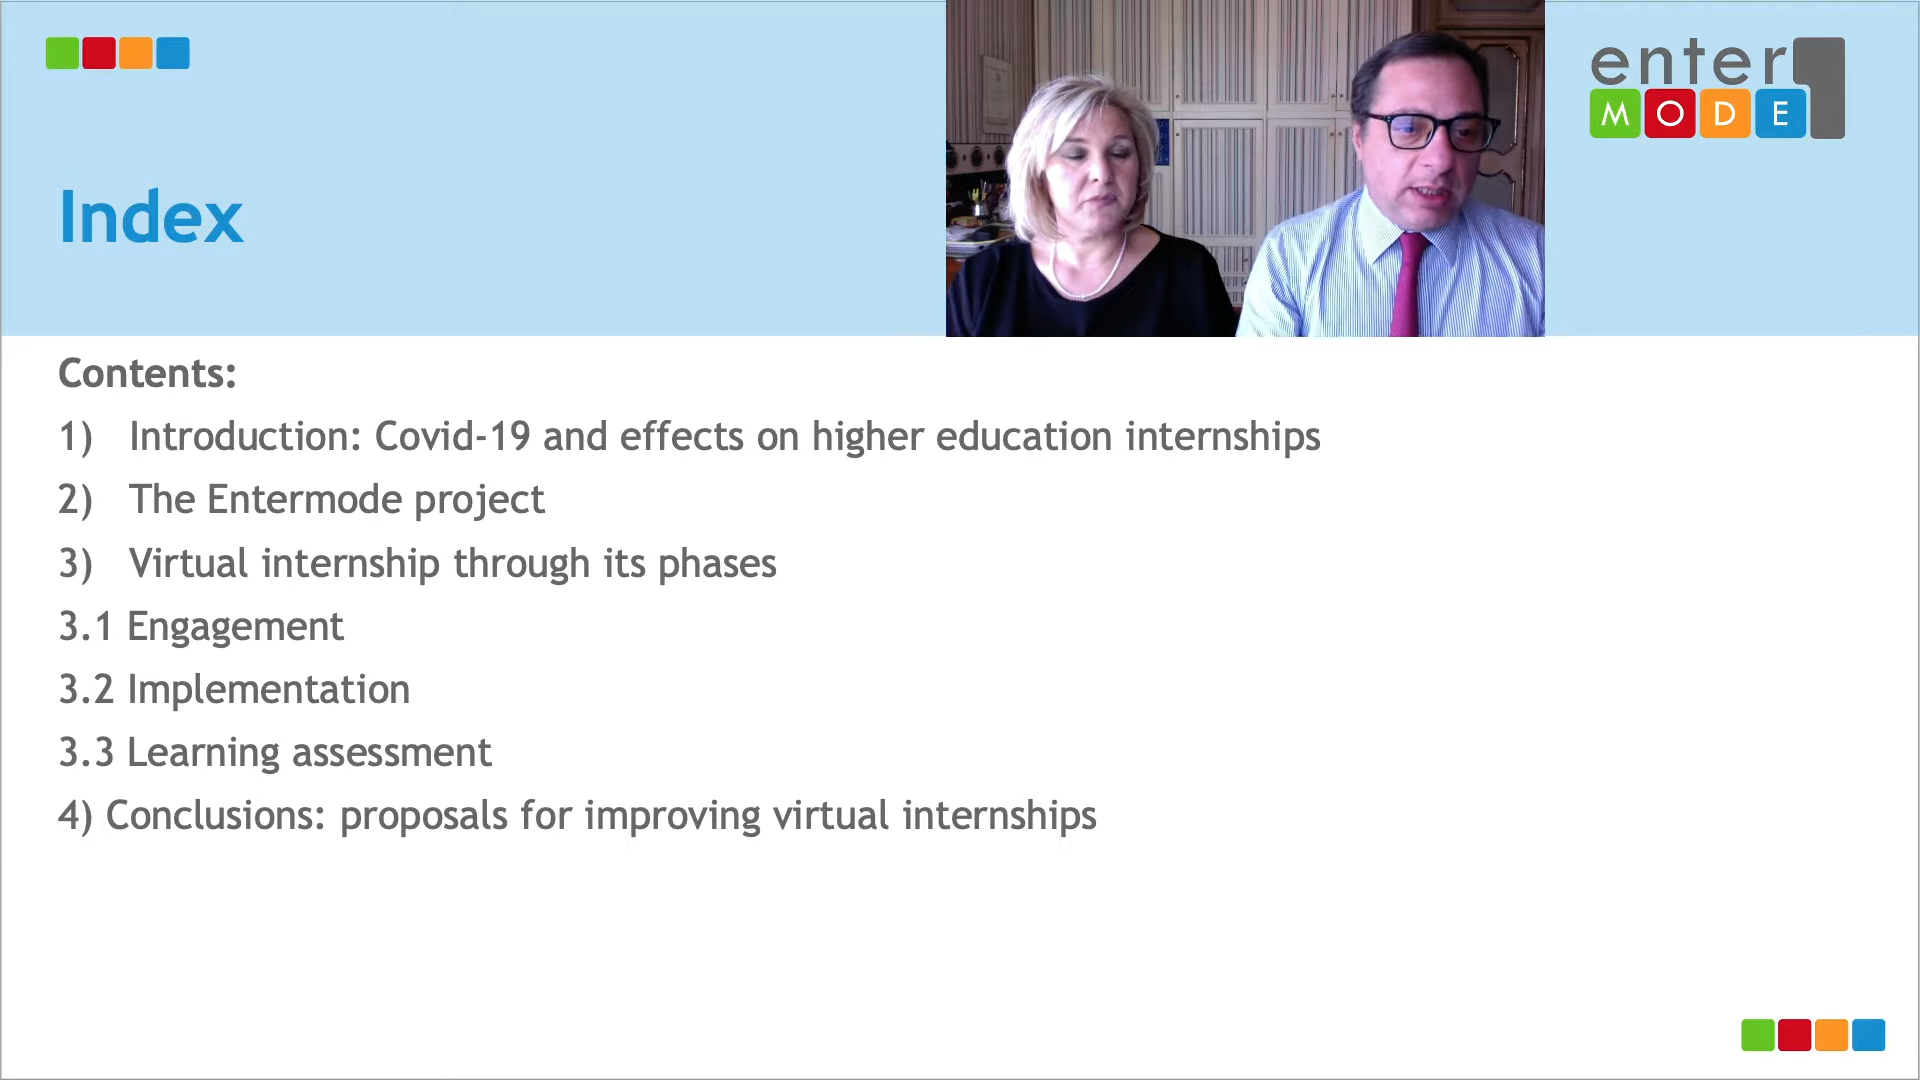 enter
MODE
Index
Contents:
1) Introduction: Covid-19 and effects on higher education internships
2) The Entermode project
3) Virtual internship through its phases
3.1 Engagement
3.2 Implementation
3.3 Learning assessment
4) Conclusions: proposals for improving virtual internships